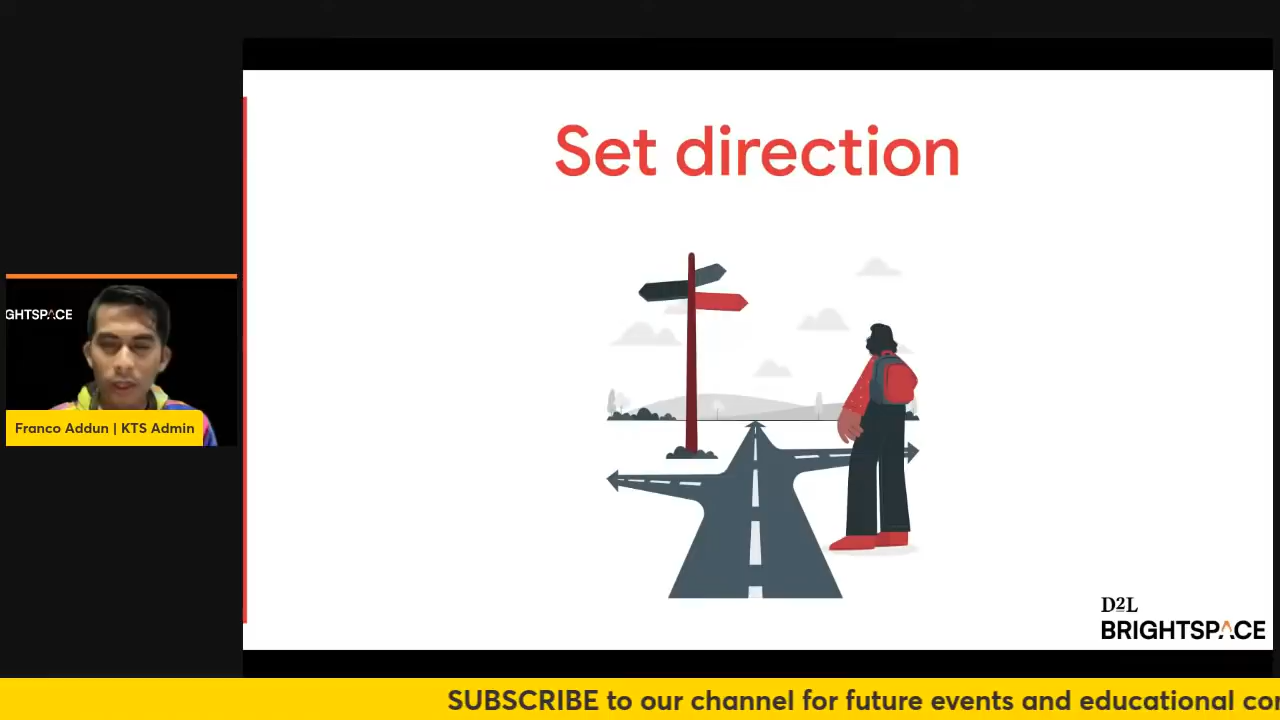 Set direction
GHTSPACE
Franco Addun | KTS Admin
D2L
BRIGHTSPACE
SUBSCRIBE to our channel for future events and educational co